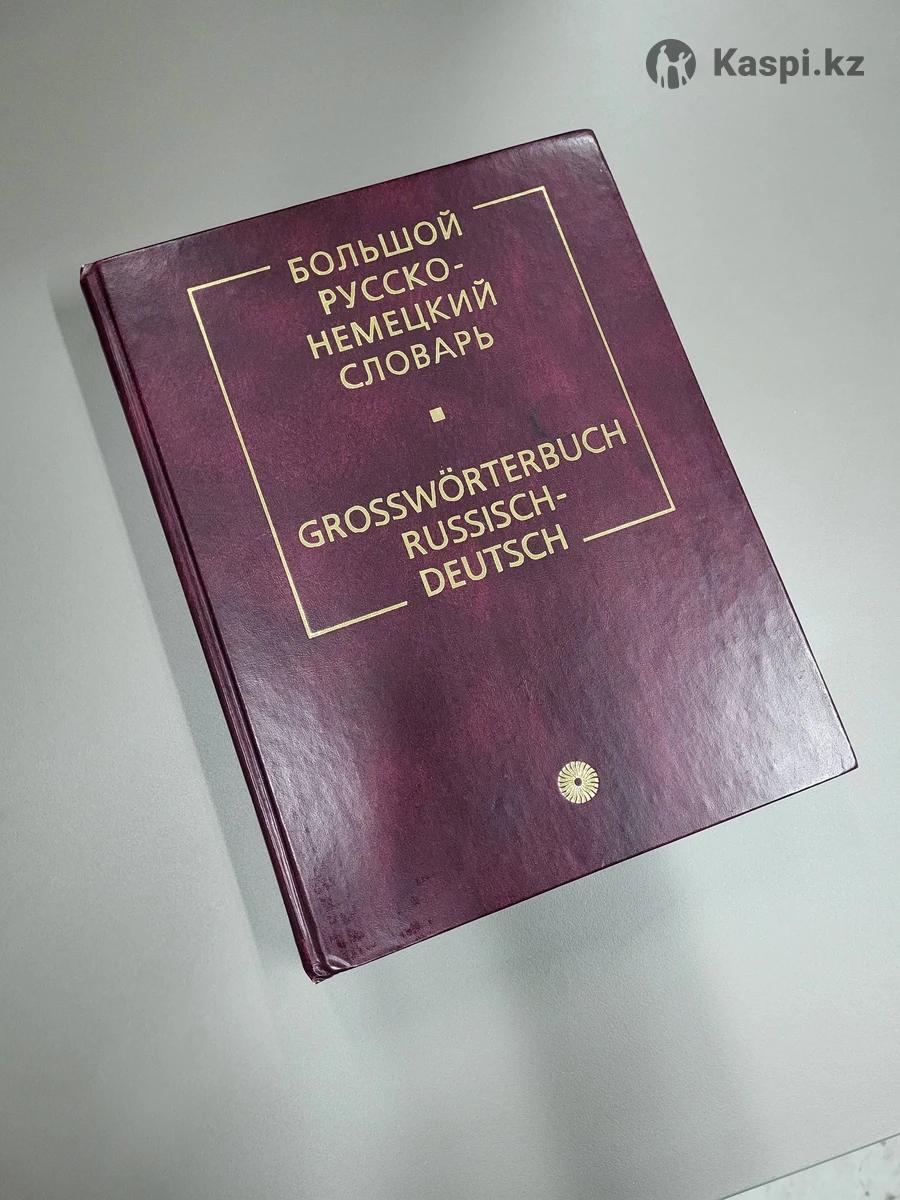 Kaspi.kz
БОЛЬШОЙ
РУССКО-
НЕМЕЦКИЙ
СЛОВАРЬ
GROSSWÖRTERBUCH
RUSSISCH-
DEUTSCH